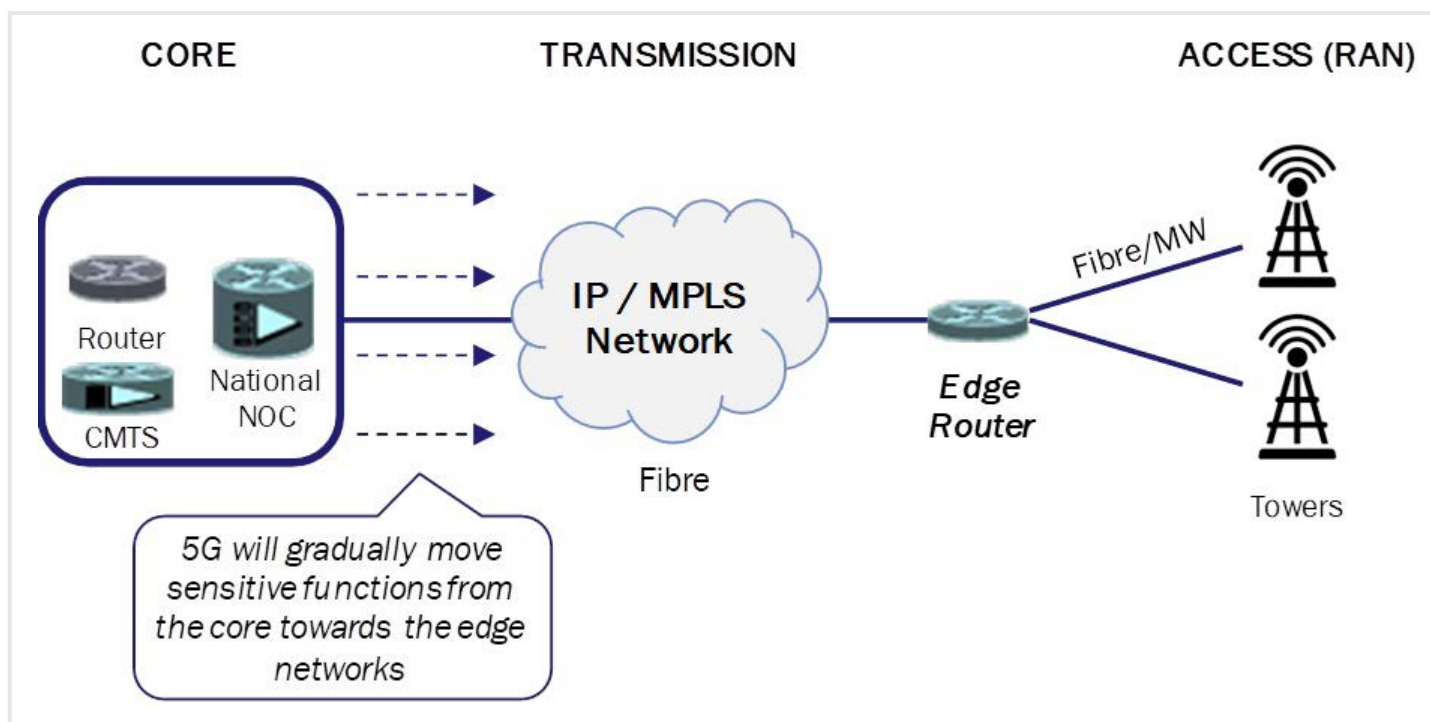 CORE
TRANSMISSION
ACCESS (RAN)
Router
CMTS
National
NOC
IP / MPLS
Network
Fibre
Edge
Router
Fibre/MW
Towers
5G will gradually move
sensitive functions from
the core towards the edge
networks